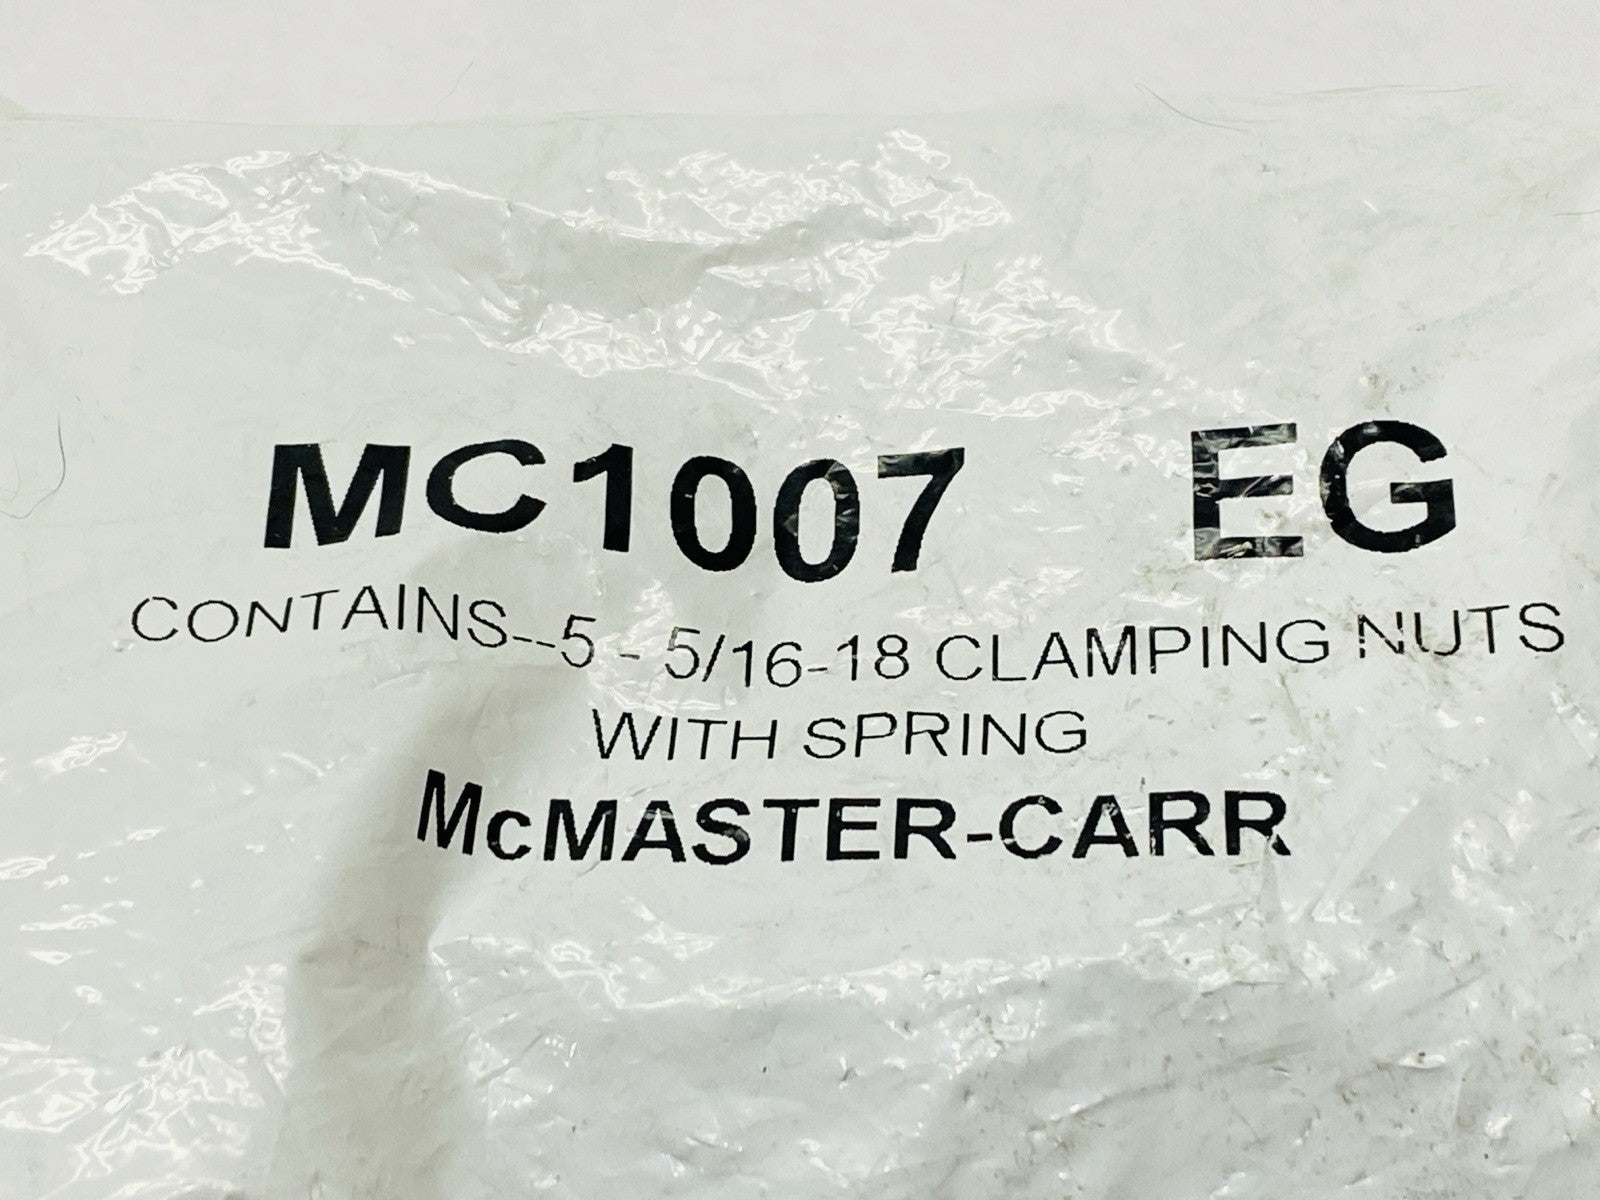 MC1007 EG
CONTAINS--5 - 5/16-18 CLAMPING NUTS
WITH SPRING
McMASTER-CARR